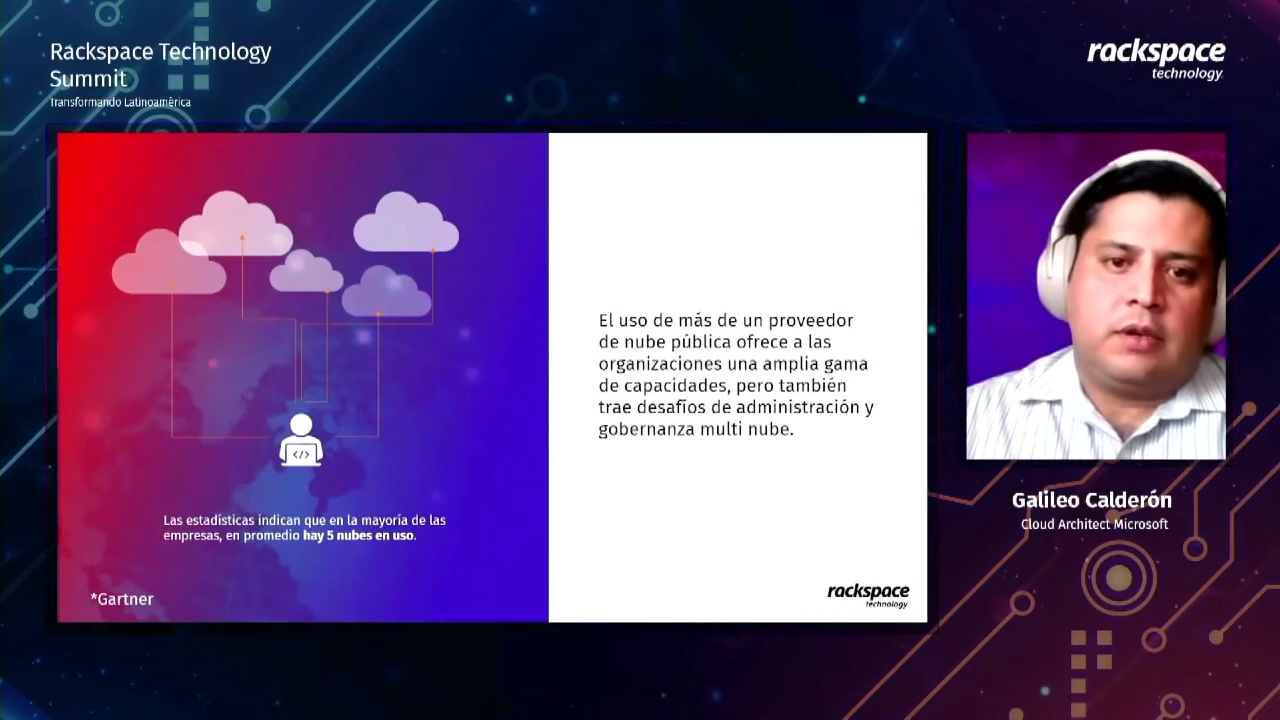 Rackspace Technology
Summit
Transformando Latinoamérica
rackspace
technology
El uso de más de un proveedor
de nube pública ofrece a las
organizaciones una amplia gama
de capacidades, pero también
trae desafíos de administración y
gobernanza multi nube.
</>
Las estadísticas indican que en la mayoría de las
empresas, en promedio hay 5 nubes en uso.
*Gartner
rackspace
technology
Galileo Calderón
Cloud Architect Microsoft